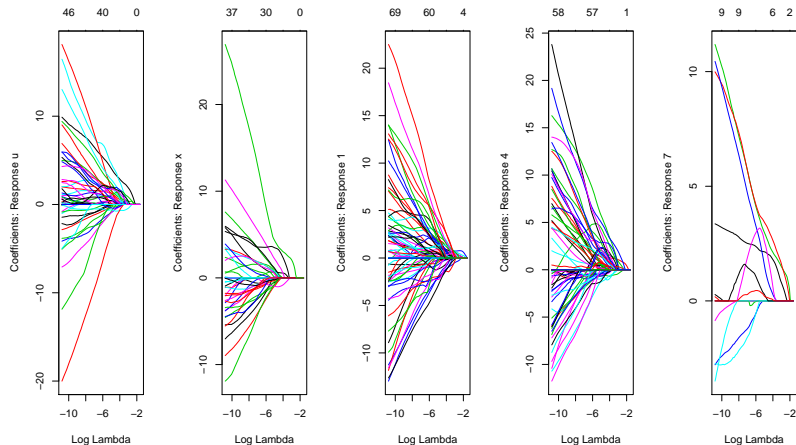 46 40 0
37 30 0
69 60 4
58 57 1
9 9 6 2
Coefficients: Response u
10
0
−10
−20
−10 −6 −2
Log Lambda
Coefficients: Response x
20
10
0
−10
−10 −6 −2
Log Lambda
Coefficients: Response 1
20
15
10
5
0
−5
−10
−10 −6 −2
Log Lambda
Coefficients: Response 4
25
20
15
10
5
0
−5
−10
−10 −6 −2
Log Lambda
Coefficients: Response 7
10
5
0
−10 −6 −2
Log Lambda